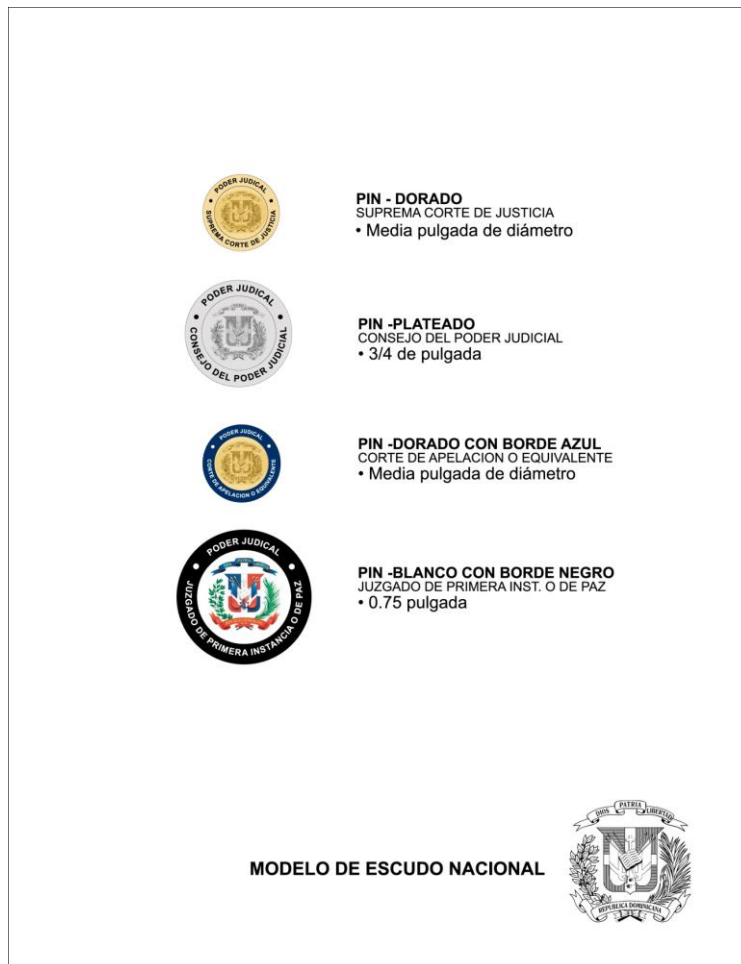 PODER JUDICAL
SUPREMA CORTE DE JUSTICIA
PIN - DORADO
SUPREMA CORTE DE JUSTICIA
• Media pulgada de diámetro
PODER JUDICAL
CONSEJO DEL PODER JUDICIAL
PIN -PLATEADO
CONSEJO DEL PODER JUDICIAL
• 3/4 de pulgada
PODER JUDICAL
CORTE DE APELACION O EQUIVALENTE
PIN -DORADO CON BORDE AZUL
CORTE DE APELACION O EQUIVALENTE
• Media pulgada de diámetro
PODER JUDICAL
JUZGADO DE PRIMERA INSTANCIA O DE PAZ
PIN -BLANCO CON BORDE NEGRO
JUZGADO DE PRIMERA INST. O DE PAZ
• 0.75 pulgada
MODELO DE ESCUDO NACIONAL
DIOS PATRIA LIBERTAD
REPUBLICA DOMINICANA